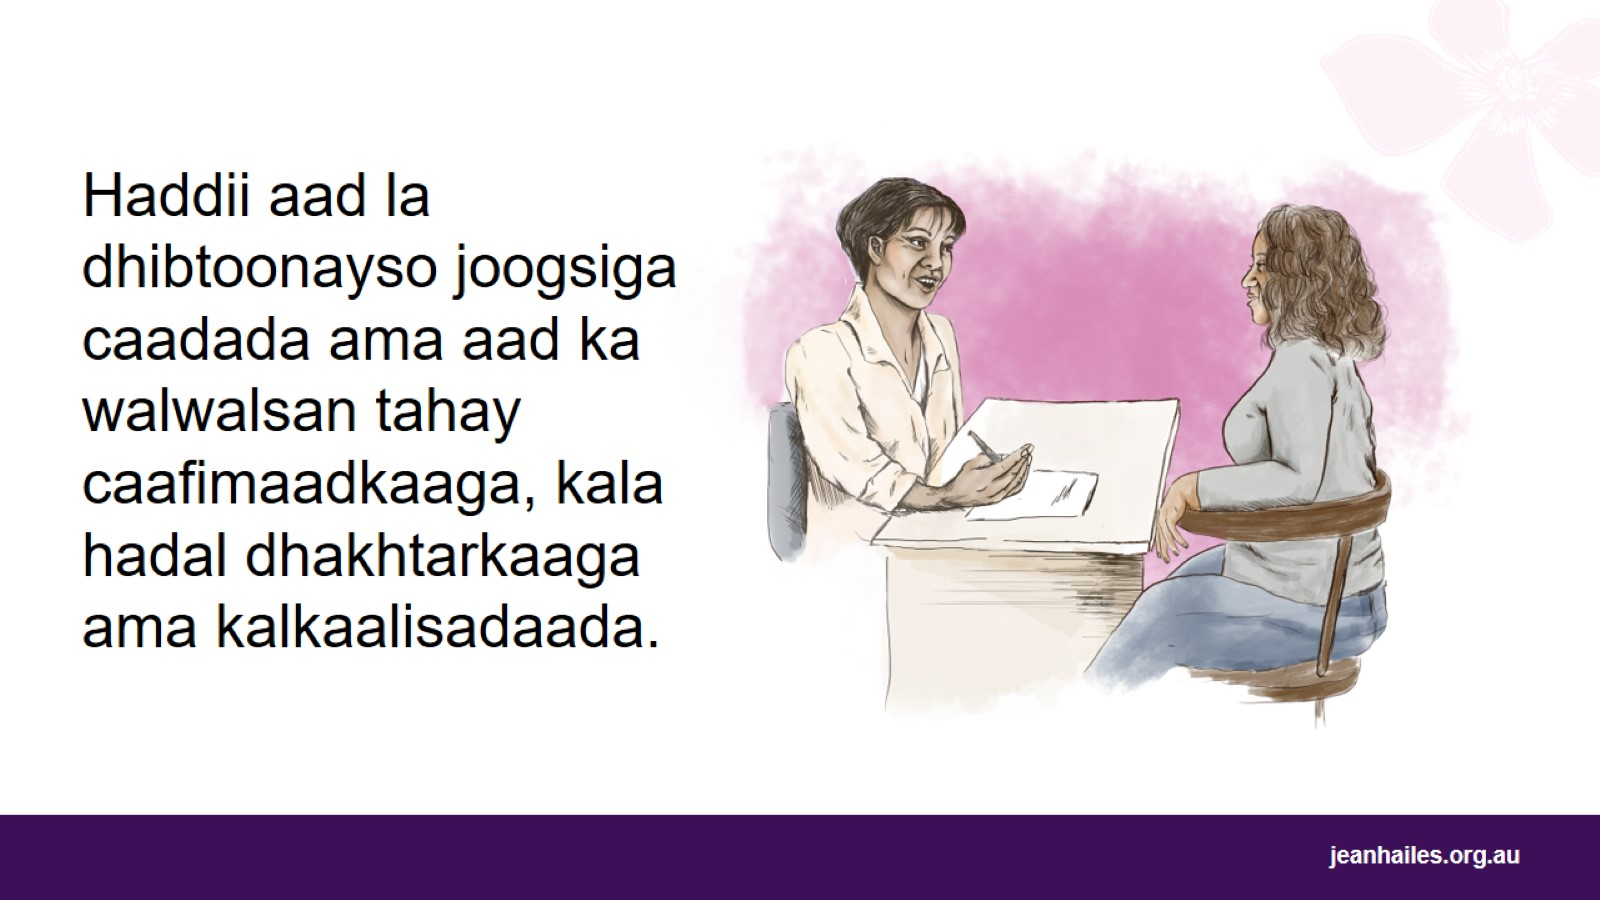 Haddii aad la
dhibtoonayso joogsiga
caadada ama aad ka
walwalsan tahay
caafimaadkaaga, kala
hadal dhakhtarkaaga
ama kalkaalisadaada.
jeanhailes.org.au